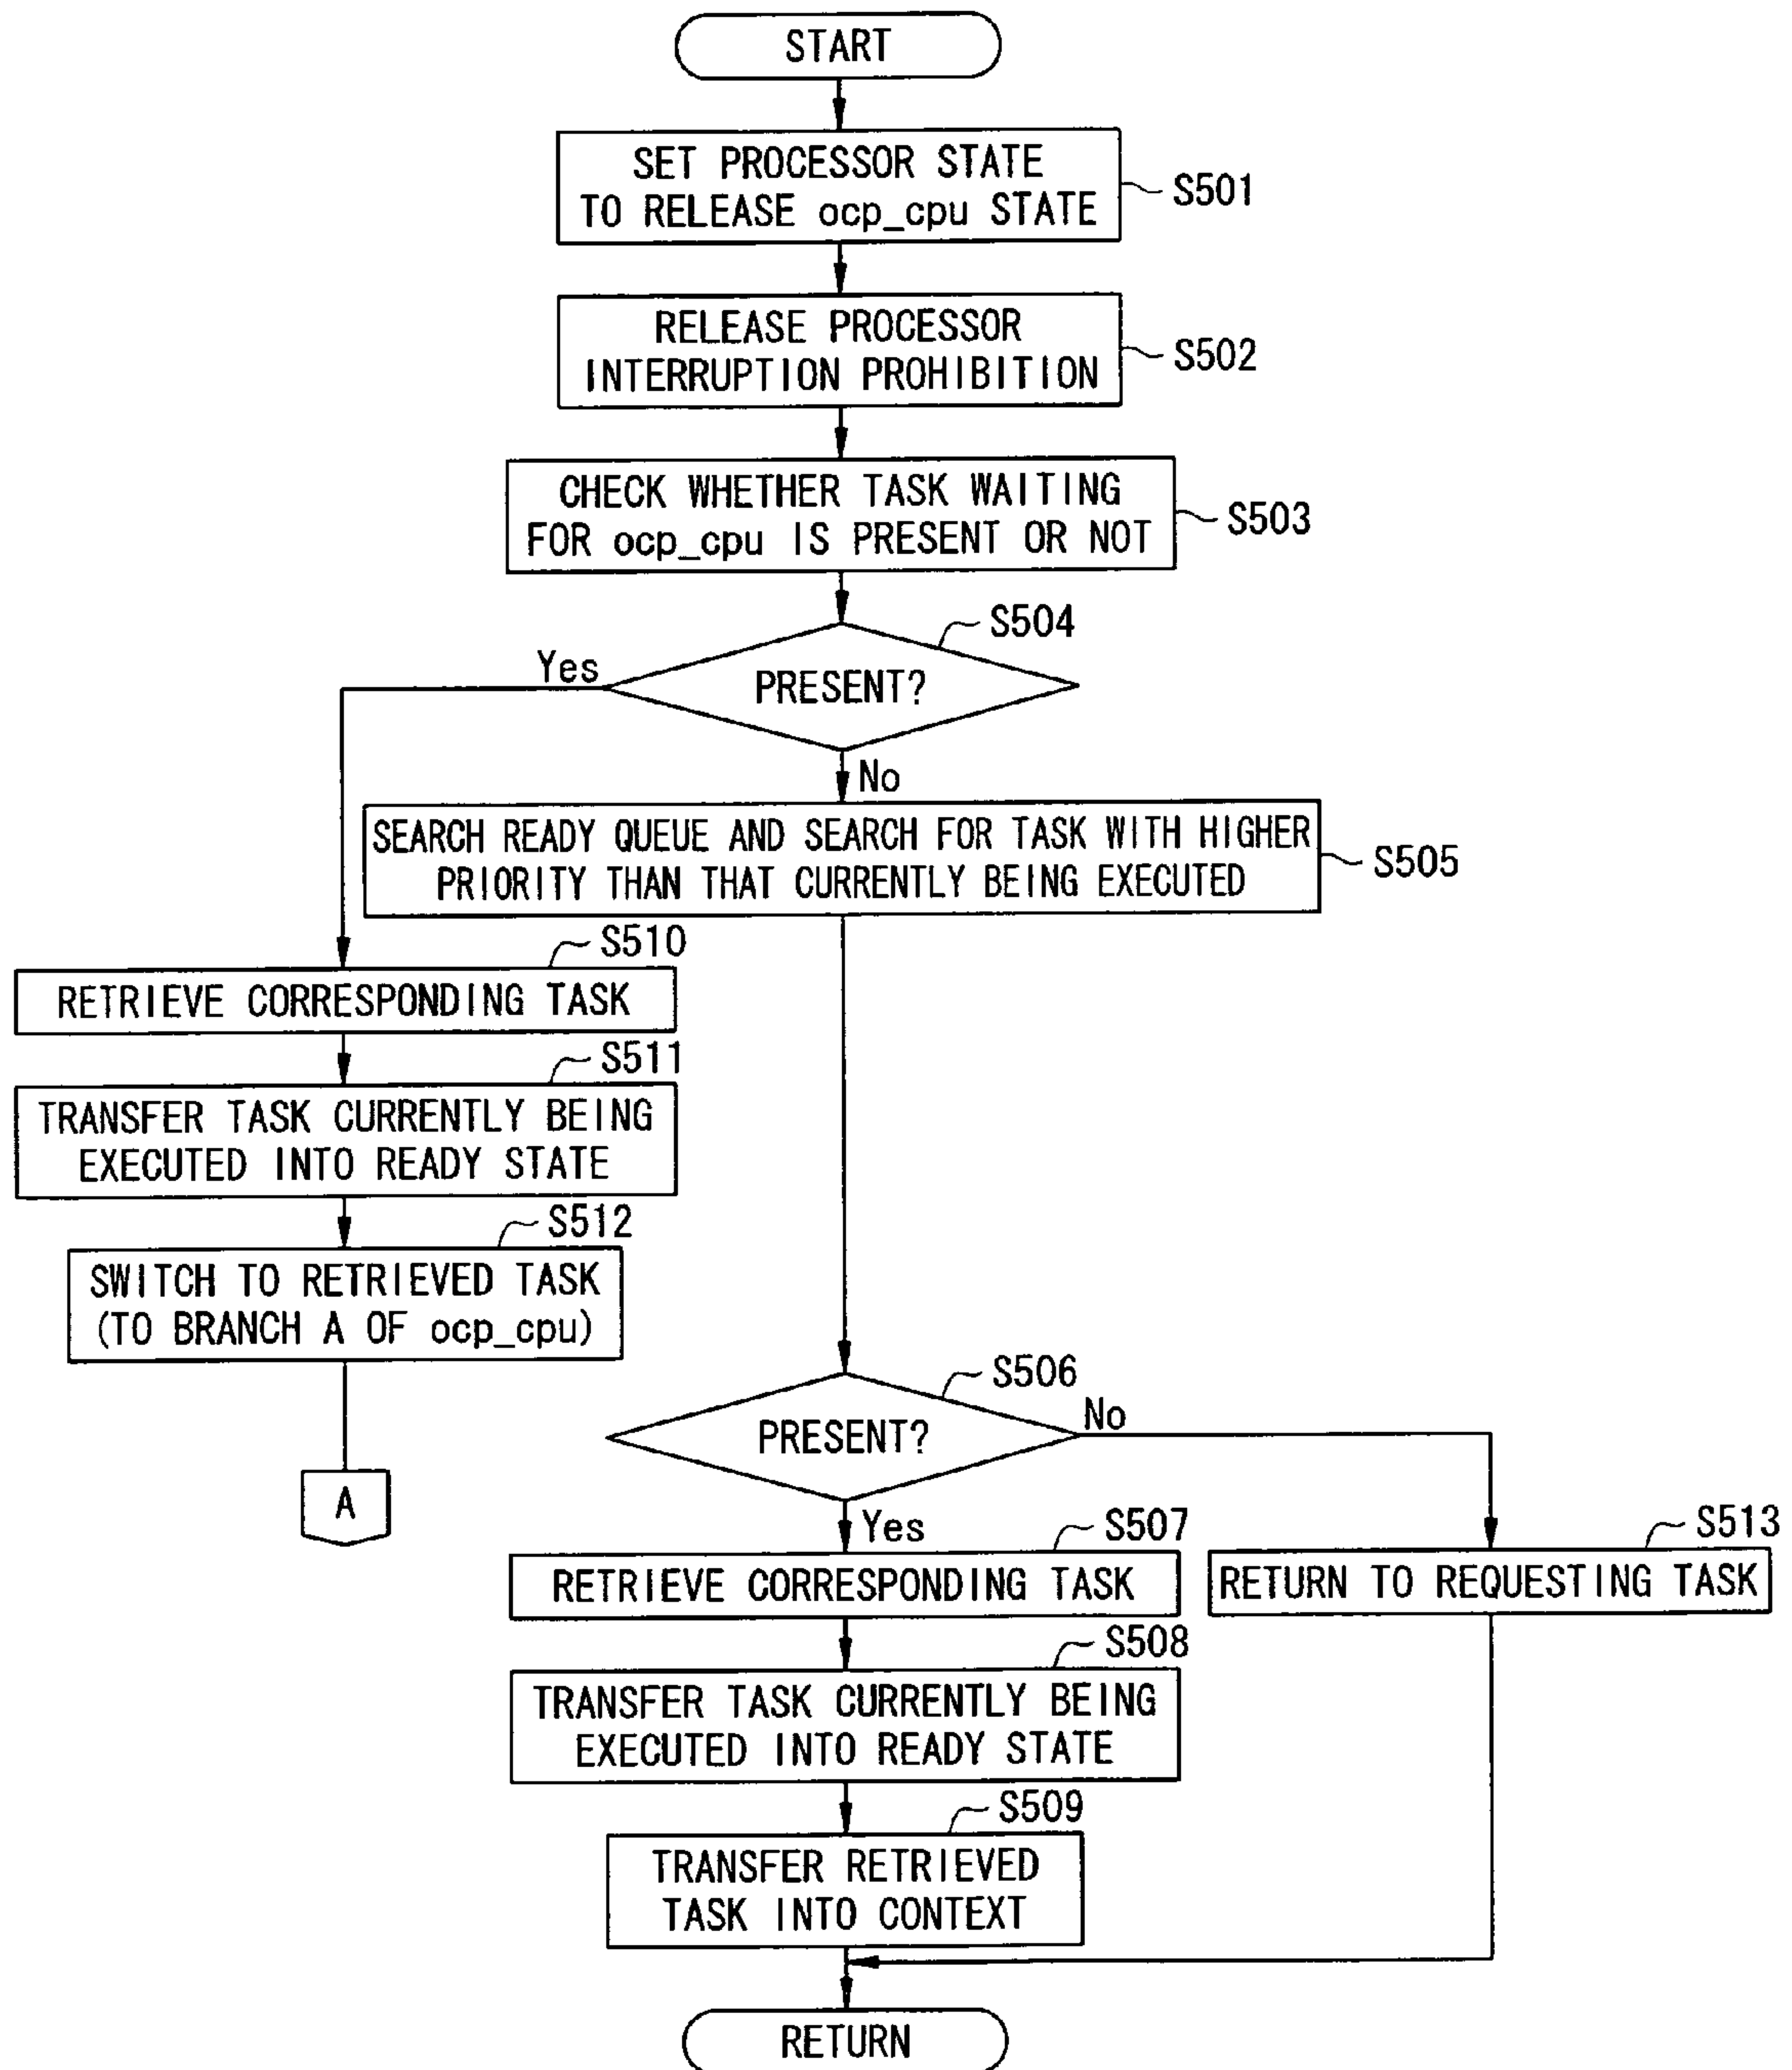 START
SET PROCESSOR STATE
TO RELEASE ocp_cpu STATE
S501
RELEASE PROCESSOR
INTERRUPTION PROHIBITION
S502
CHECK WHETHER TASK WAITING
FOR ocp_cpu IS PRESENT OR NOT
S503
S504
PRESENT?
Yes
No
SEARCH READY QUEUE AND SEARCH FOR TASK WITH HIGHER
PRIORITY THAN THAT CURRENTLY BEING EXECUTED
S505
S510
RETRIEVE CORRESPONDING TASK
S511
TRANSFER TASK CURRENTLY BEING
EXECUTED INTO READY STATE
S512
SWITCH TO RETRIEVED TASK
(TO BRANCH A OF ocp_cpu)
A
S506
PRESENT?
No
Yes
S507
RETRIEVE CORRESPONDING TASK
S513
RETURN TO REQUESTING TASK
S508
TRANSFER TASK CURRENTLY BEING
EXECUTED INTO READY STATE
S509
TRANSFER RETRIEVED
TASK INTO CONTEXT
RETURN